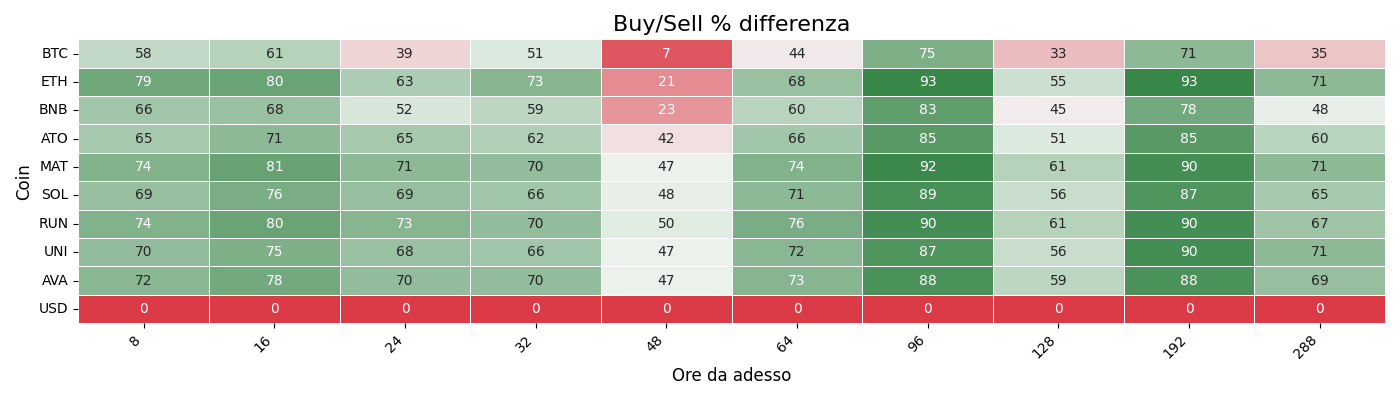 Buy/Sell % differenza
Coin
BTC 58 61 39 51 7 44 75 33 71 35
ETH 79 80 63 73 21 68 93 55 93 71
BNB 66 68 52 59 23 60 83 45 78 48
ATO 65 71 65 62 42 66 85 51 85 60
MAT 74 81 71 70 47 74 92 61 90 71
SOL 69 76 69 66 48 71 89 56 87 65
RUN 74 80 73 70 50 76 90 61 90 67
UNI 70 75 68 66 47 72 87 56 90 71
AVA 72 78 70 70 47 73 88 59 88 69
USD 0 0 0 0 0 0 0 0 0 0
8 16 24 32 48 64 96 128 192 288
Ore da adesso